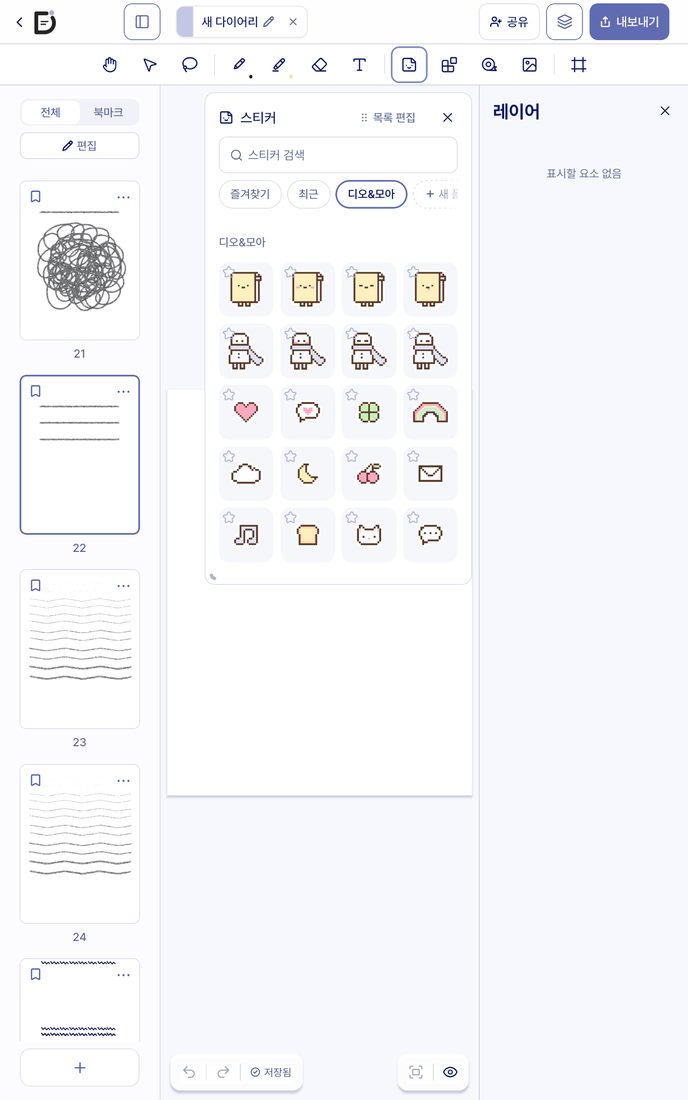 새 다이어리
공유
내보내기
전체
북마크
편집
21
22
23
24
스티커
목록 편집
스티커 검색
즐겨찾기
최근
디오&모아
+ 새
디오&모아
저장됨
레이어
표시할 요소 없음